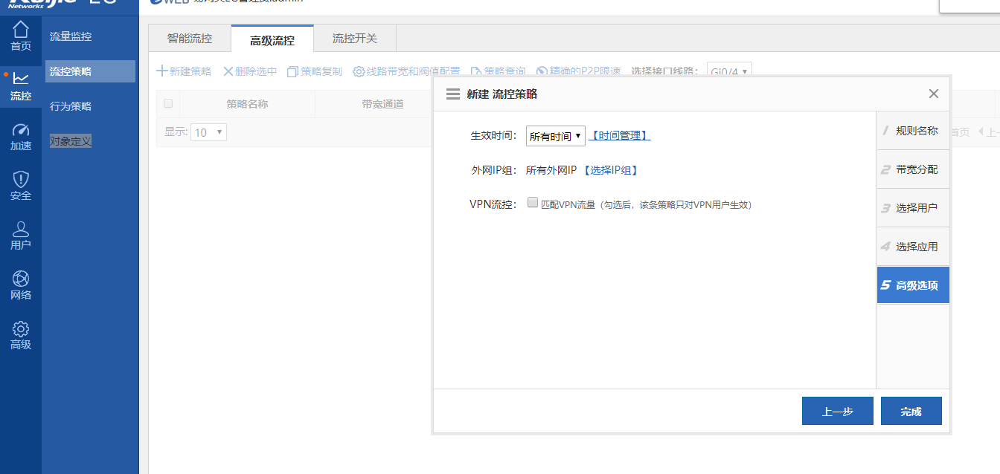 Networks
WEB
首页
流控
加速
安全
用户
网络
高级
流量监控
流控策略
行为策略
对象定义
智能流控 高级流控 流控开关
新建策略 删除选中 策略复制 线路带宽和阀值配置 策略查询 精确的P2P限速 选择接口线路: Gi0/4
策略名称 带宽通道
显示: 10 首页 上一
新建 流控策略
生效时间: 所有时间 【时间管理】
外网IP组: 所有外网IP 【选择IP组】
VPN流控: 匹配VPN流量（勾选后，该条策略只对VPN用户生效）
1 规则名称
2 带宽分配
3 选择用户
4 选择应用
5 高级选项
上一步 完成